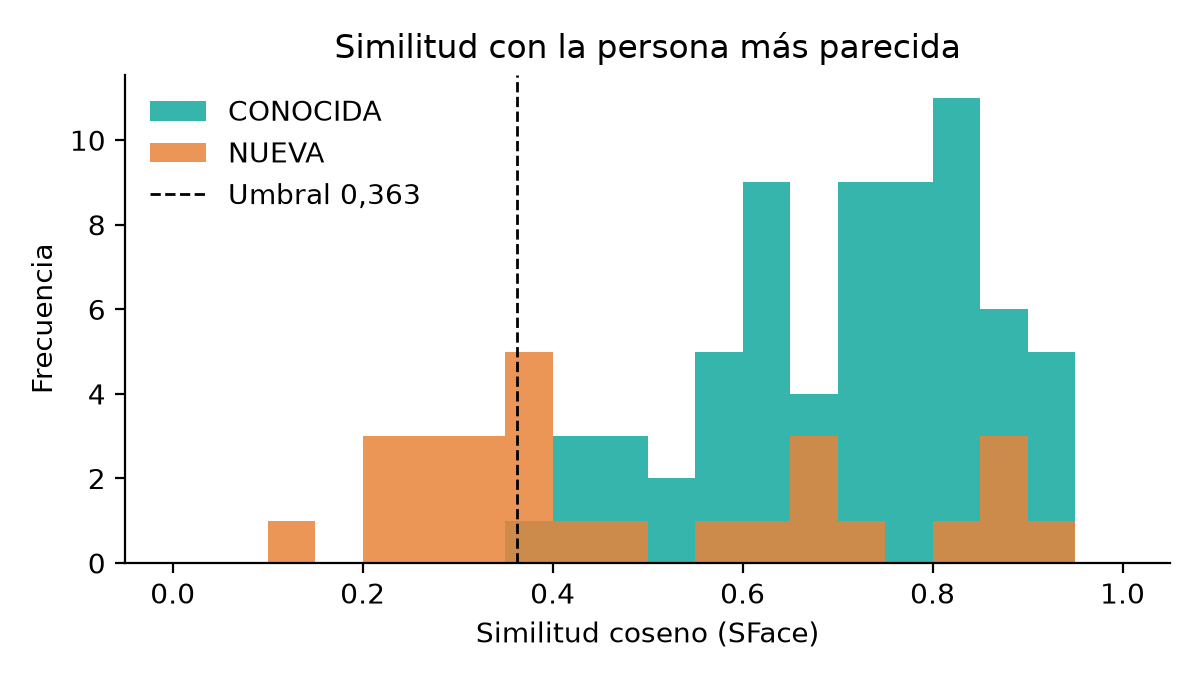 Similitud con la persona más parecida
CONOCIDA
NUEVA
Umbral 0,363
Frecuencia
10
8
6
4
2
0
0.0 0.2 0.4 0.6 0.8 1.0
Similitud coseno (SFace)